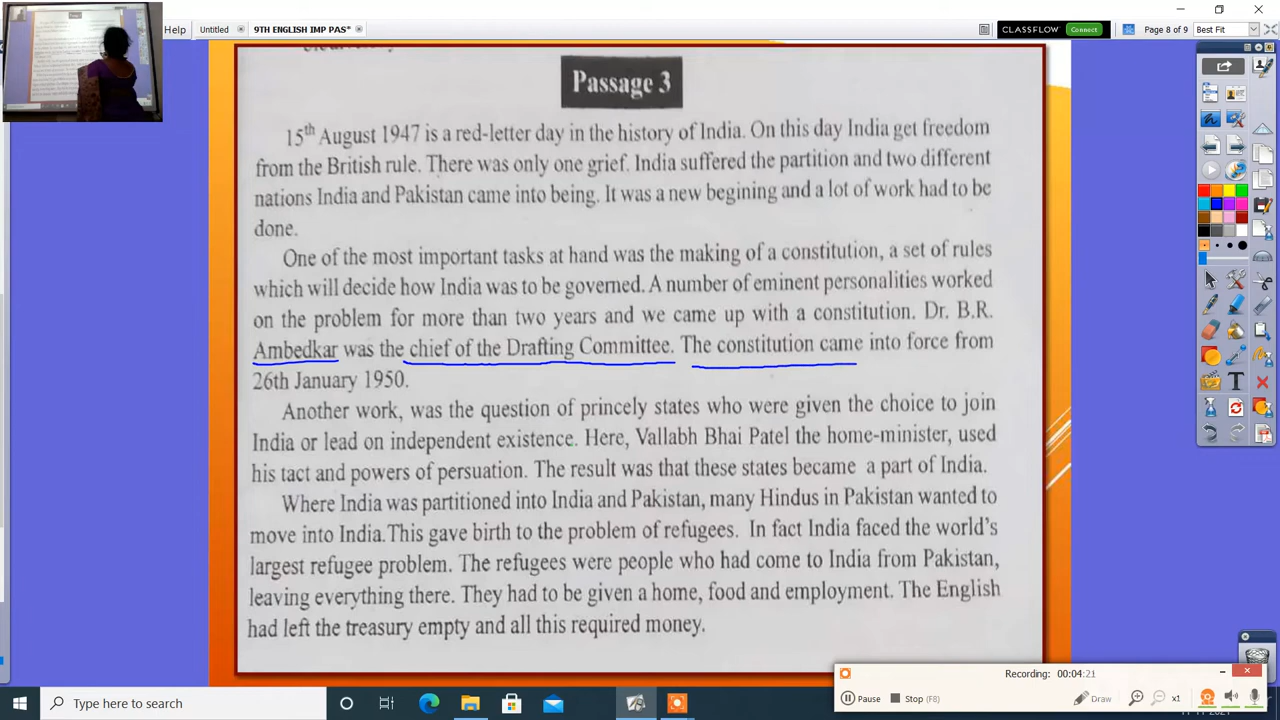 Help
Untitled
9TH ENGLISH IMP PAS*
CLASSFLOW
Connect
Page 8 of 9
Best Fit
Passage 3
15th August 1947 is a red-letter day in the history of India. On this day India get freedom
from the British rule. There was only one grief. India suffered the partition and two different
nations India and Pakistan came to being. It was a new begining and a lot of work had to be
done.
One of the most important tasks at hand was the making of a constitution, a set of rules
which will decide how India was to be governed. A number of eminent personalities worked
on the problem for more than two years and we came up with a constitution. Dr. B.R.
Ambedkar was the chief of the Drafting Committee. The constitution came into force from
26th January 1950.
Another work, was the question of princely states who were given the choice to join
India or lead on independent existence. Here, Vallabh Bhai Patel the home-minister, used
his tact and powers of persuation. The result was that these states became a part of India.
Where India was partitioned into India and Pakistan, many Hindus in Pakistan wanted to
move into India. This gave birth to the problem of refugees. In fact India faced the world's
largest refugee problem. The refugees were people who had come to India from Pakistan,
leaving everything there. They had to be given a home, food and employment. The English
had left the treasury empty and all this required money.
Recording: 00:04:21
Pause
Stop (F8)
Draw
x1
Type here to search